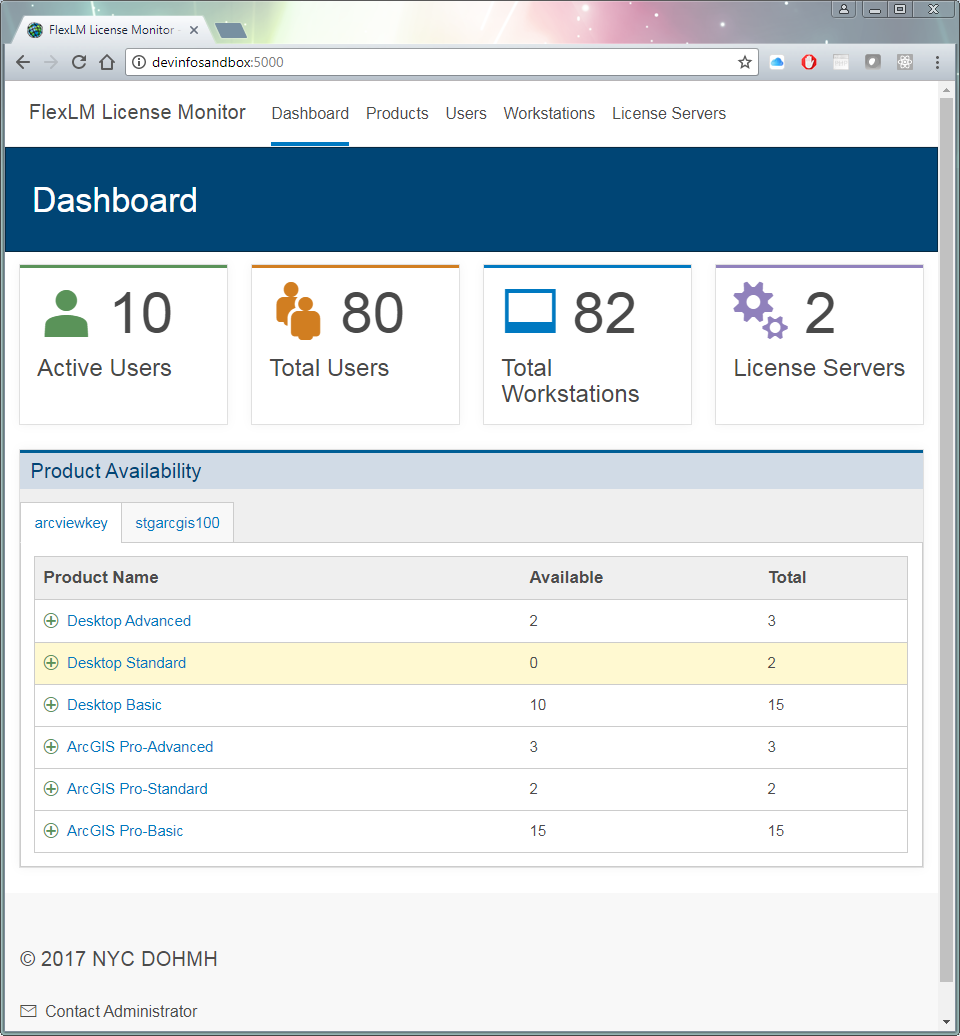 FlexLM License Monitor
devinfosandbox:5000
FlexLM License Monitor Dashboard Products Users Workstations License Servers
Dashboard
10
Active Users
80
Total Users
82
Total
Workstations
2
License Servers
Product Availability
arcviewkey stgarcgis100
Product Name Available Total
Desktop Advanced 2 3
Desktop Standard 0 2
Desktop Basic 10 15
ArcGIS Pro-Advanced 3 3
ArcGIS Pro-Standard 2 2
ArcGIS Pro-Basic 15 15
© 2017 NYC DOHMH
Contact Administrator